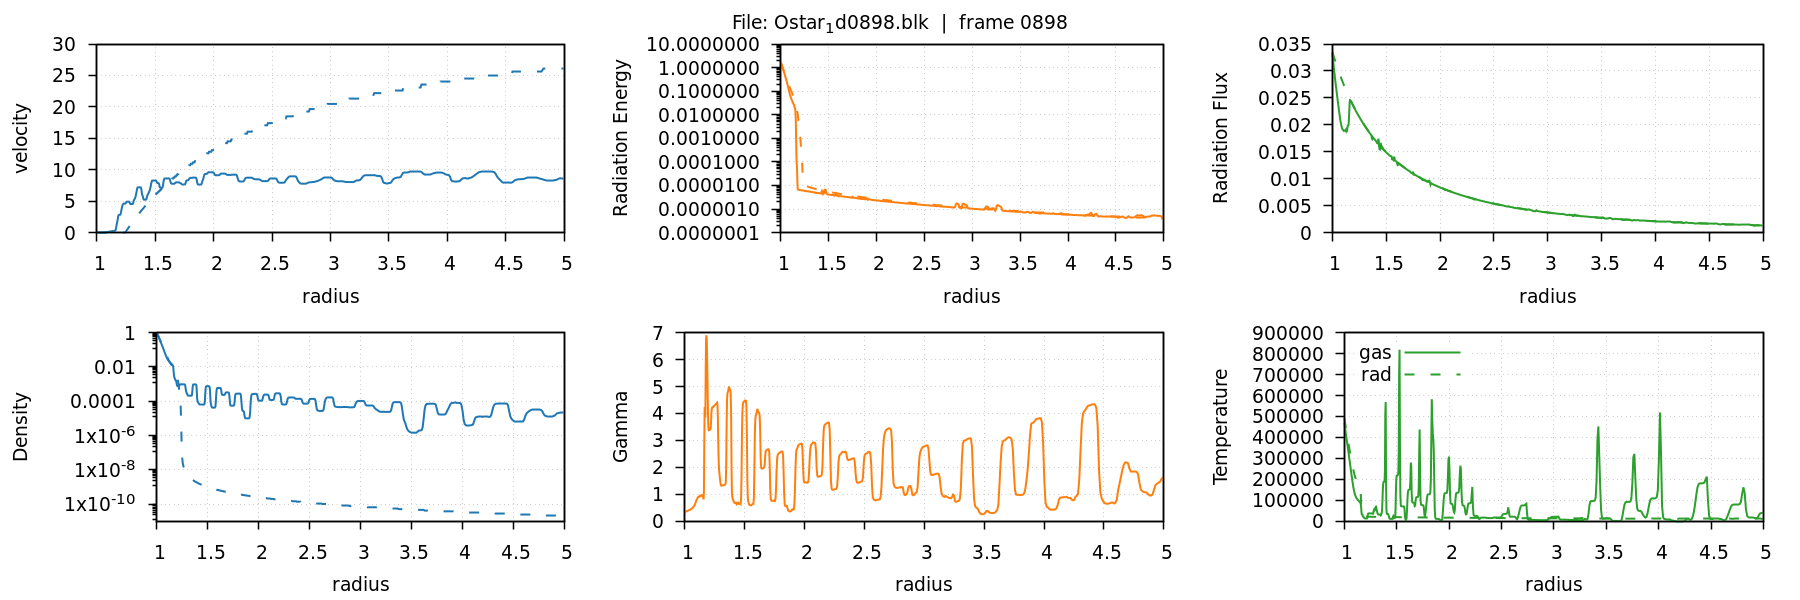 File: Ostar₁d0898.blk | frame 0898
velocity
30
25
20
15
10
5
0
1 1.5 2 2.5 3 3.5 4 4.5 5
radius
Radiation Energy
10.0000000
1.0000000
0.1000000
0.0100000
0.0010000
0.0001000
0.0000100
0.0000010
0.0000001
1 1.5 2 2.5 3 3.5 4 4.5 5
radius
Radiation Flux
0.035
0.03
0.025
0.02
0.015
0.01
0.005
0
1 1.5 2 2.5 3 3.5 4 4.5 5
radius
Density
1
0.01
0.0001
1x10⁻⁶
1x10⁻⁸
1x10⁻¹⁰
1 1.5 2 2.5 3 3.5 4 4.5 5
radius
Gamma
7
6
5
4
3
2
1
0
1 1.5 2 2.5 3 3.5 4 4.5 5
radius
Temperature
900000
800000
700000
600000
500000
400000
300000
200000
100000
0
gas
rad
1 1.5 2 2.5 3 3.5 4 4.5 5
radius